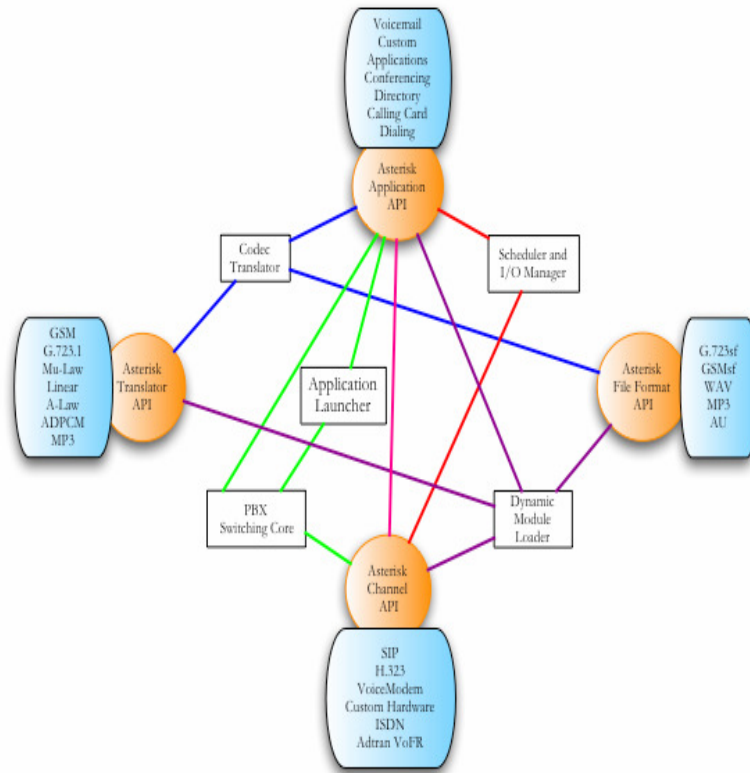 Voicemail
Custom
Applications
Conferencing
Directory
Calling Card
Dialing
Asterisk
Application
API
Codec
Translator
Scheduler and
I/O Manager
GSM
G.723.1
Mu-Law
Linear
A-Law
ADPCM
MP3
Asterisk
Translator
API
Application
Launcher
Asterisk
File Format
API
G.723sf
GSMsf
WAV
MP3
AU
PBX
Switching Core
Dynamic
Module
Loader
Asterisk
Channel
API
SIP
H.323
VoiceModem
Custom Hardware
ISDN
Adtran VoFR